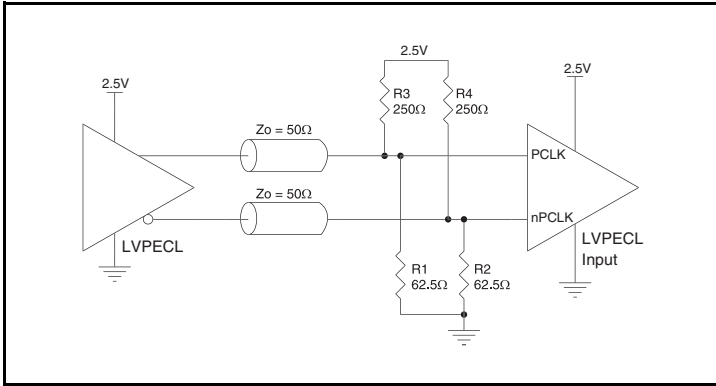 2.5V
2.5V
2.5V
R3
250Ω
R4
250Ω
Zo = 50Ω
PCLK
Zo = 50Ω
nPCLK
LVPECL
LVPECL
Input
R1
62.5Ω
R2
62.5Ω